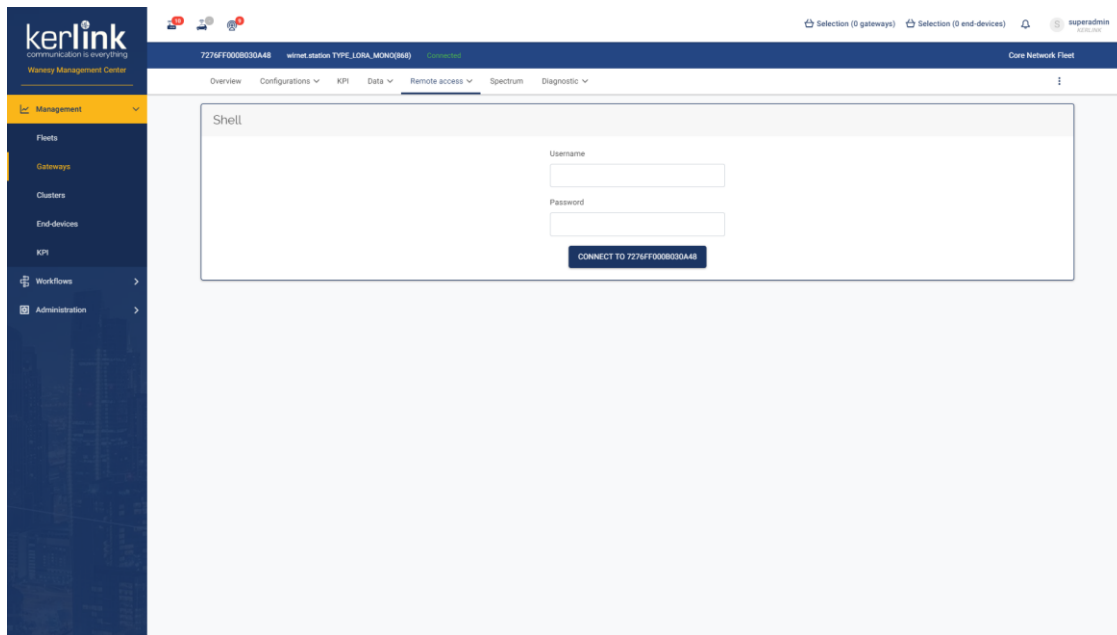 kerlink
communication is everything
Wanesy Management Center
Management
Fleets
Gateways
Clusters
End-devices
KPI
Workflows
Administration
Selection (0 gateways) Selection (0 end-devices) S superadmin
7276FF000B030A48 wirnet.station TYPE_LORA_MONO(868) Connected Core Network Fleet
Overview Configurations KPI Data Remote access Spectrum Diagnostic
Shell
Username
Password
CONNECT TO 7276FF000B030A48